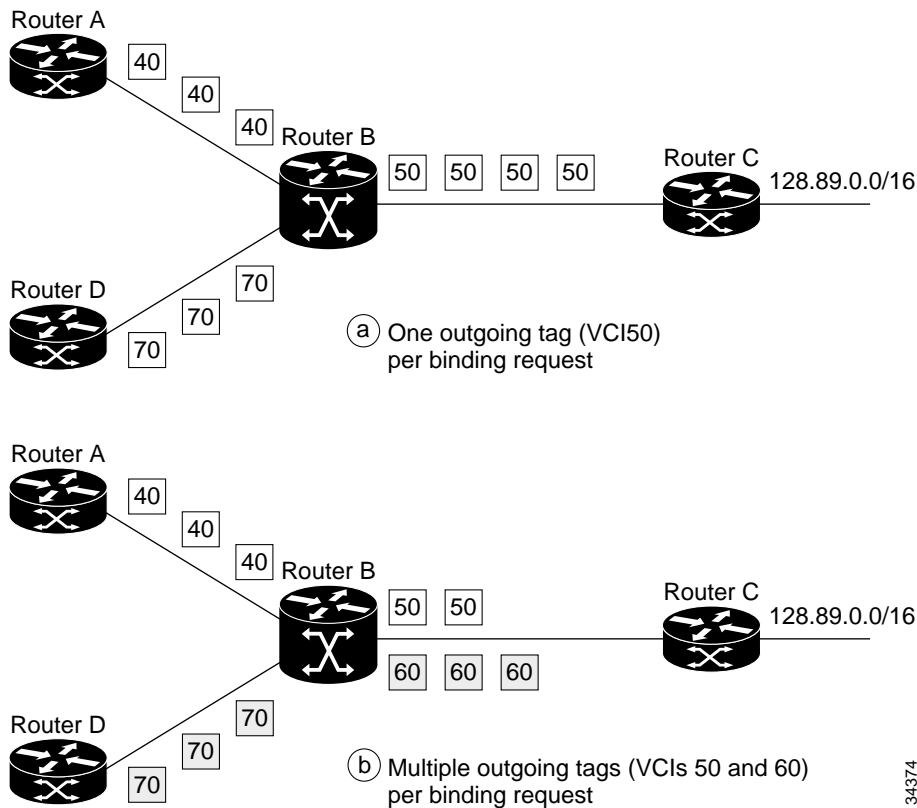 Router A
40
40
40
Router B
50 50 50 50
Router C
128.89.0.0/16
Router D
70
70
70
a One outgoing tag (VCI50)
per binding request
Router A
40
40
40
Router B
50 50
Router C
128.89.0.0/16
60 60 60
Router D
70
70
70
b Multiple outgoing tags (VCIs 50 and 60)
per binding request
34374